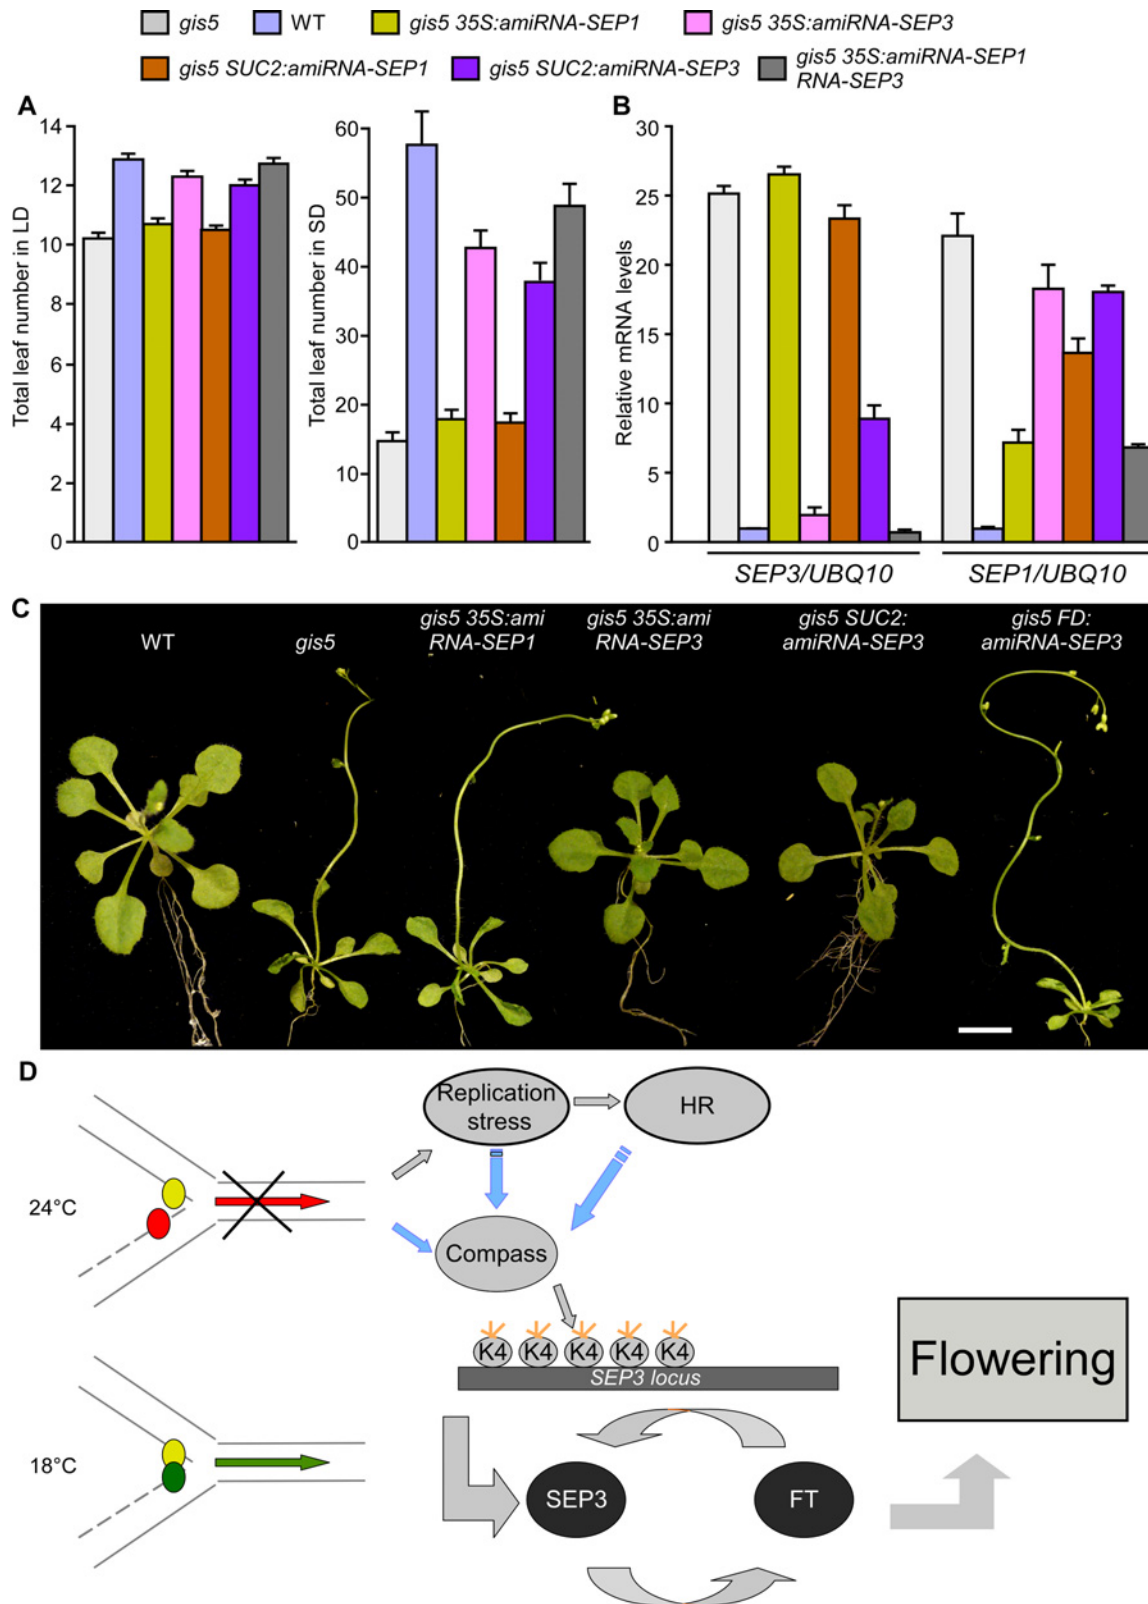 gis5 WT gis5 35S:amiRNA-SEP1 gis5 35S:amiRNA-SEP3
gis5 SUC2:amiRNA-SEP1 gis5 SUC2:amiRNA-SEP3 gis5 35S:amiRNA-SEP1
RNA-SEP3
A
Total leaf number in LD
14
12
10
8
6
4
2
0
Total leaf number in SD
60
50
40
30
20
10
0
B
Relative mRNA levels
30
25
20
15
10
5
0
SEP3/UBQ10 SEP1/UBQ10
C
WT
gis5
gis5 35S:ami
RNA-SEP1
gis5 35S:ami
RNA-SEP3
gis5 SUC2:
amiRNA-SEP3
gis5 FD:
amiRNA-SEP3
D
24°C
Replication
stress
HR
Compass
K4 K4 K4 K4 K4
SEP3 locus
Flowering
18°C
SEP3
FT